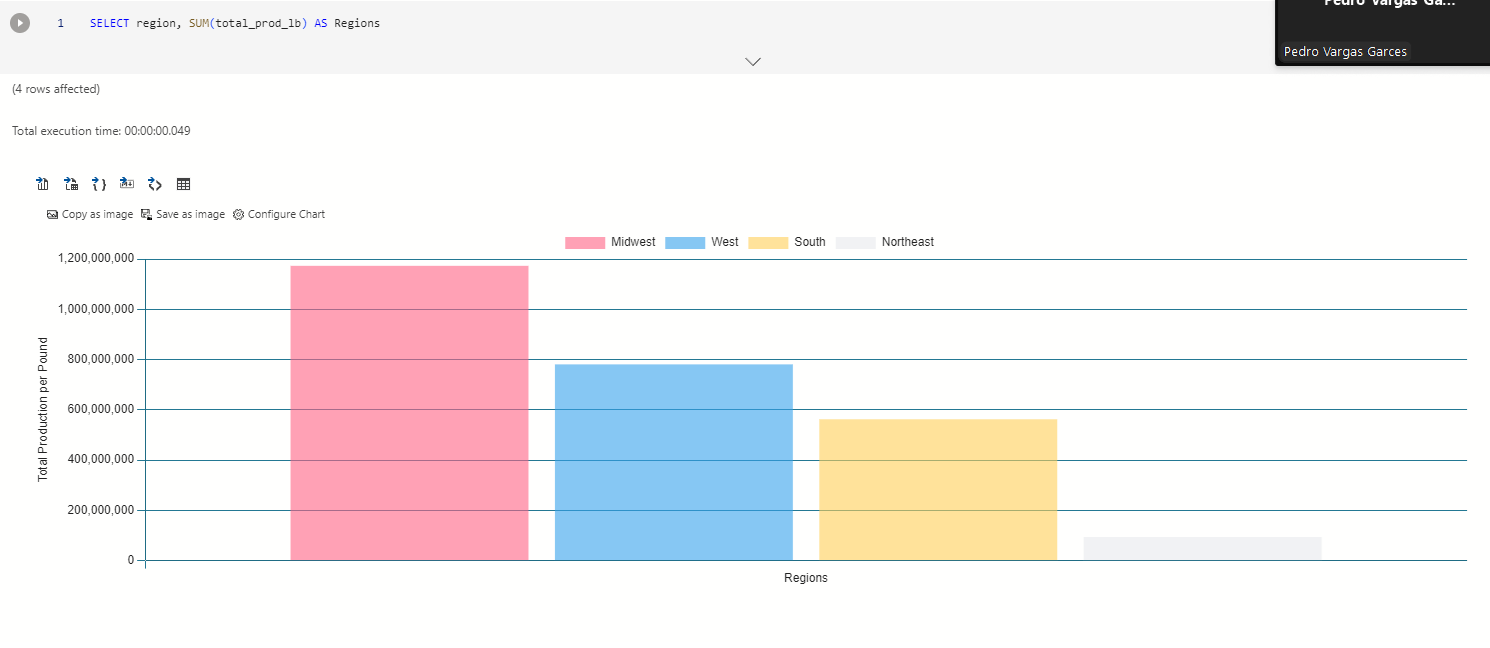 1 SELECT region, SUM(total_prod_lb) AS Regions
Pedro Vargas Ga...
Pedro Vargas Garces
(4 rows affected)
Total execution time: 00:00:00.049
Copy as image Save as image Configure Chart
Midwest West South Northeast
1,200,000,000
1,000,000,000
800,000,000
600,000,000
400,000,000
200,000,000
0
Total Production per Pound
Regions